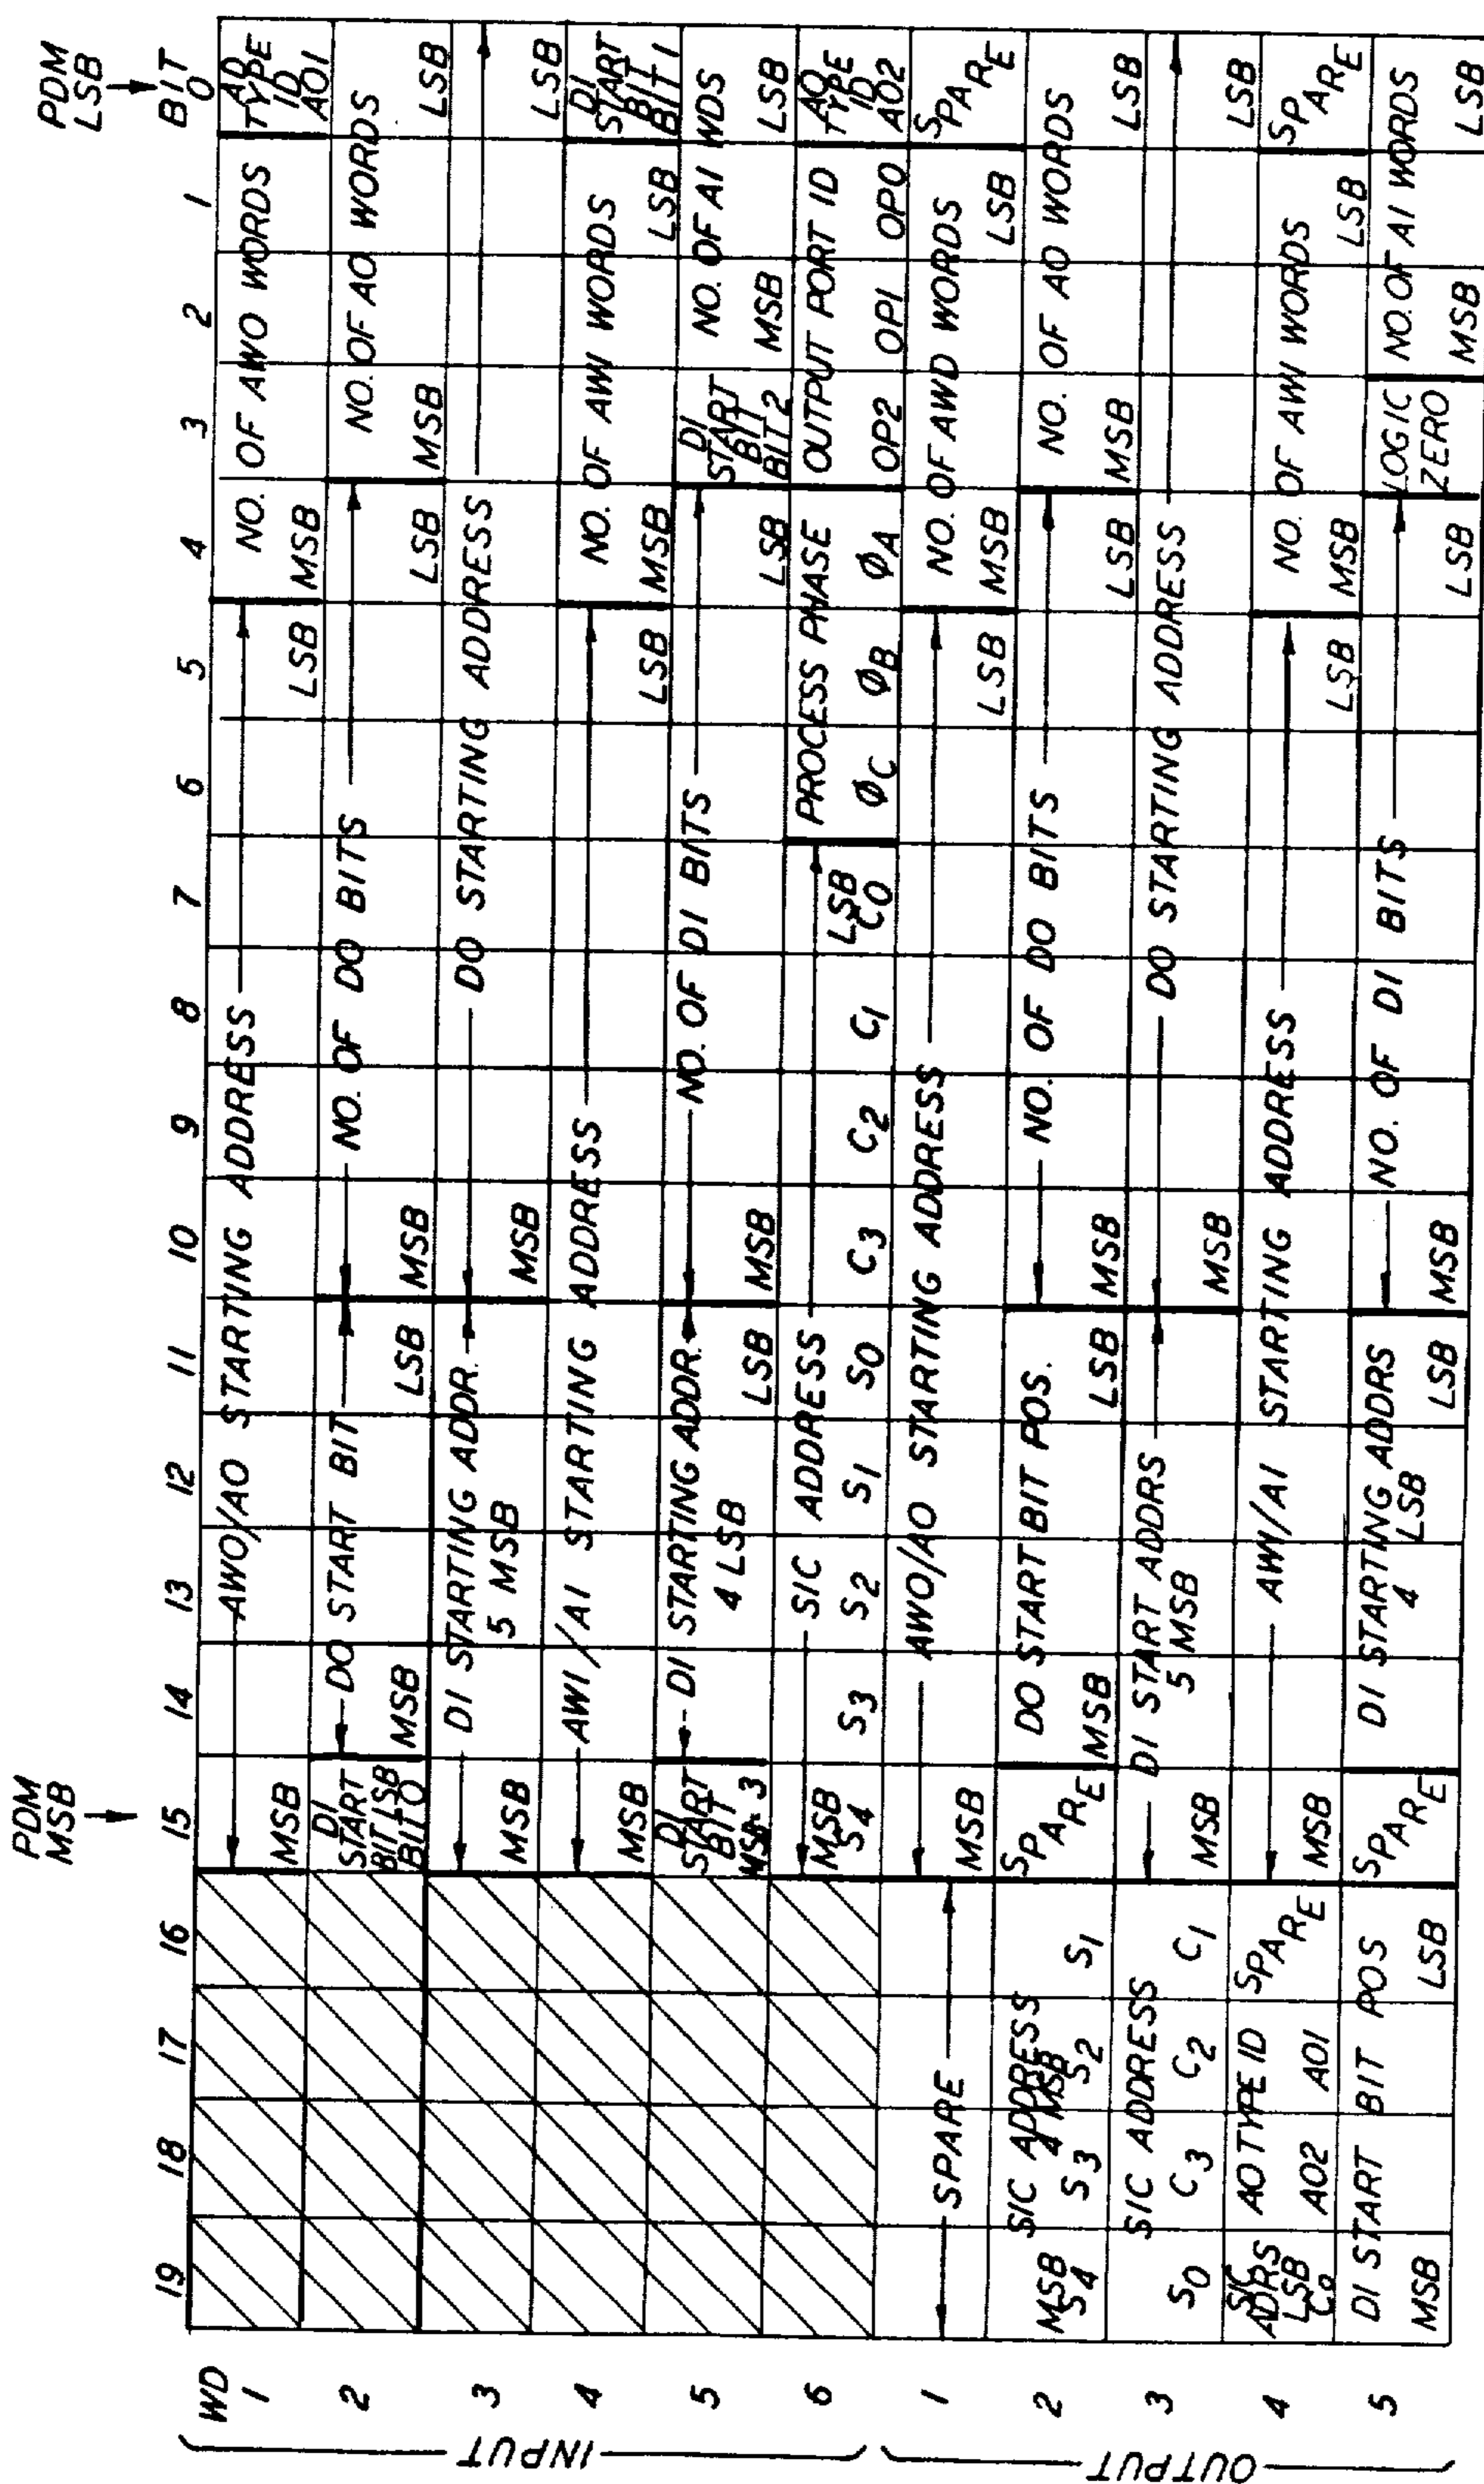 PDM MSB
PDM LSB
19 18 17 16 15 14 13 12 11 10 9 8 7 6 5 4 3 2 1 BIT 0
INPUT
WD 1
MSB
AWO/AO STARTING ADDRESS
LSB
NO. OF AWO WORDS
MSB
AD TYPE ID AO1
2
DI START BIT LSB BIT 0
DO START BIT
MSB LSB
NO. OF DO BITS
MSB LSB
NO. OF AO WORDS
MSB LSB
3
DI STARTING ADDR.
5 MSB
MSB
DO STARTING ADDRESS
MSB LSB
4
AWI/AI STARTING ADDRESS
MSB LSB
NO. OF AWI WORDS
MSB LSB
DI START BIT BIT 1
5
DI START BIT 3
DI STARTING ADDR.
4 LSB
LSB
NO. OF DI BITS
MSB LSB
DI START BIT BIT 2
NO. OF AI WDS
MSB LSB
6
SIC ADDRESS
MSB S4 S3 S2 S1 S0 C3 C2 C1 LSB C0
PROCESS PHASE
ØC ØB ØA
OUTPUT PORT ID
OP2 OP1 OP0
AO TYPE ID AO2
OUTPUT
1
SPARE
AWO/AO STARTING ADDRESS
MSB LSB
NO. OF AWD WORDS
MSB LSB
SPARE
2
SIC ADDRESS
4 MSB
MSB S4 S3 S2 S1
SPARE
DO START BIT POS.
MSB LSB
NO. OF DO BITS
MSB LSB
NO. OF AO WORDS
MSB LSB
3
SIC ADDRESS
S0 C3 C2 C1
DI START ADDRS
5 MSB
MSB
DO STARTING ADDRESS
MSB LSB
4
SIC ADRS LSB C0
AO TYPE ID
AO2 AO1
SPARE
AWI/AI STARTING ADDRESS
MSB LSB
NO. OF AWI WORDS
MSB LSB
SPARE
5
DI START BIT POS
MSB LSB
SPARE
DI STARTING ADDRS
4 LSB
LSB
NO. OF DI BITS
MSB LSB
LOGIC ZERO
NO. OF AI WORDS
MSB LSB